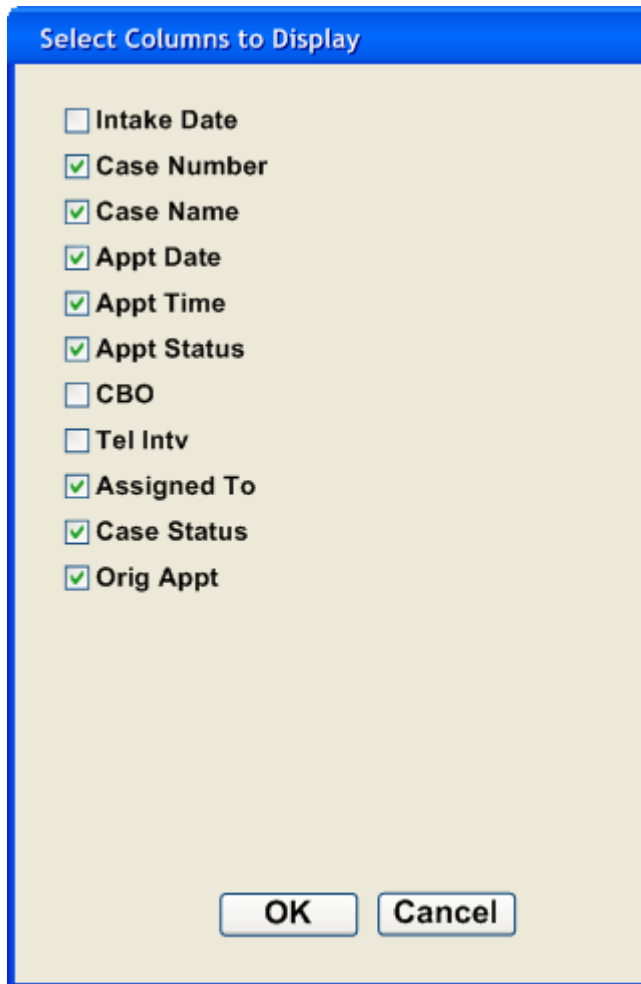 Select Columns to Display
Intake Date
Case Number
Case Name
Appt Date
Appt Time
Appt Status
CBO
Tel Intv
Assigned To
Case Status
Orig Appt
OK Cancel